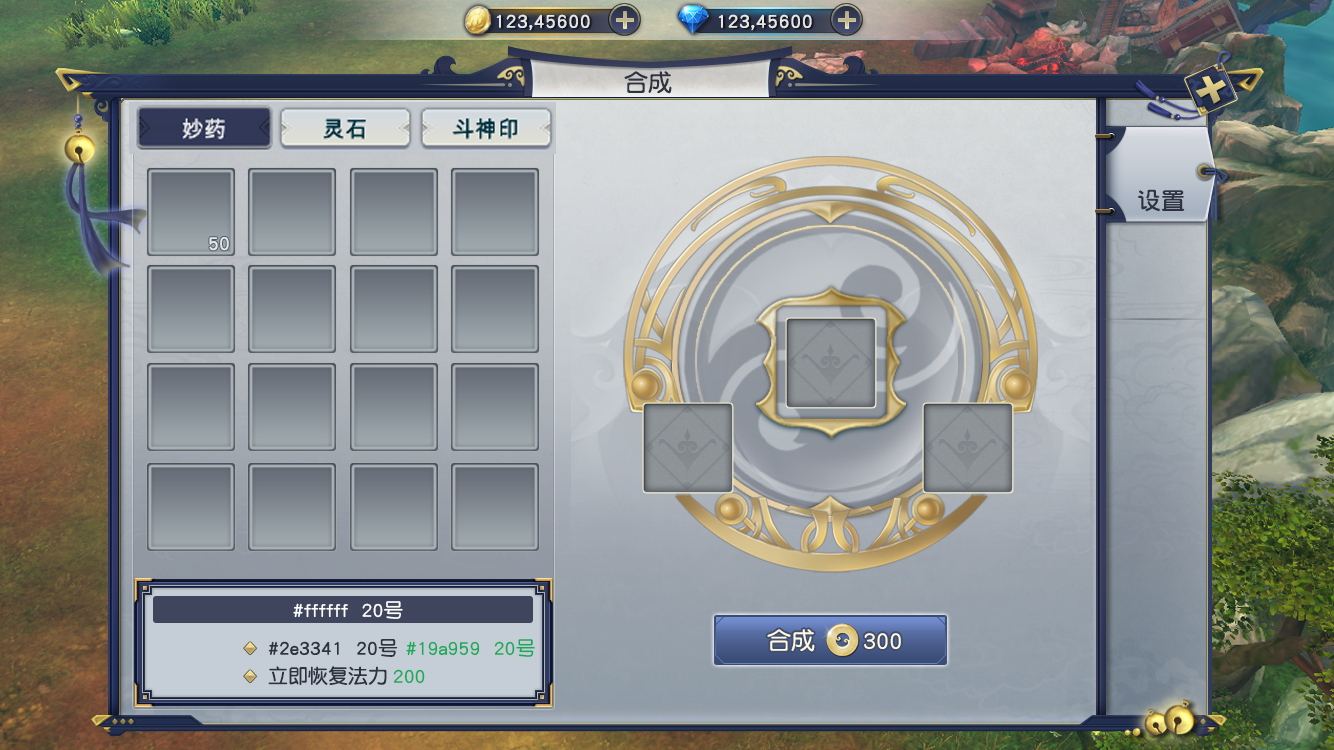 123,45600
123,45600
合成
妙药
灵石
斗神印
设置
50
#ffffff 20号
#2e3341 20号 #19a959 20号
立即恢复法力 200
合成 300